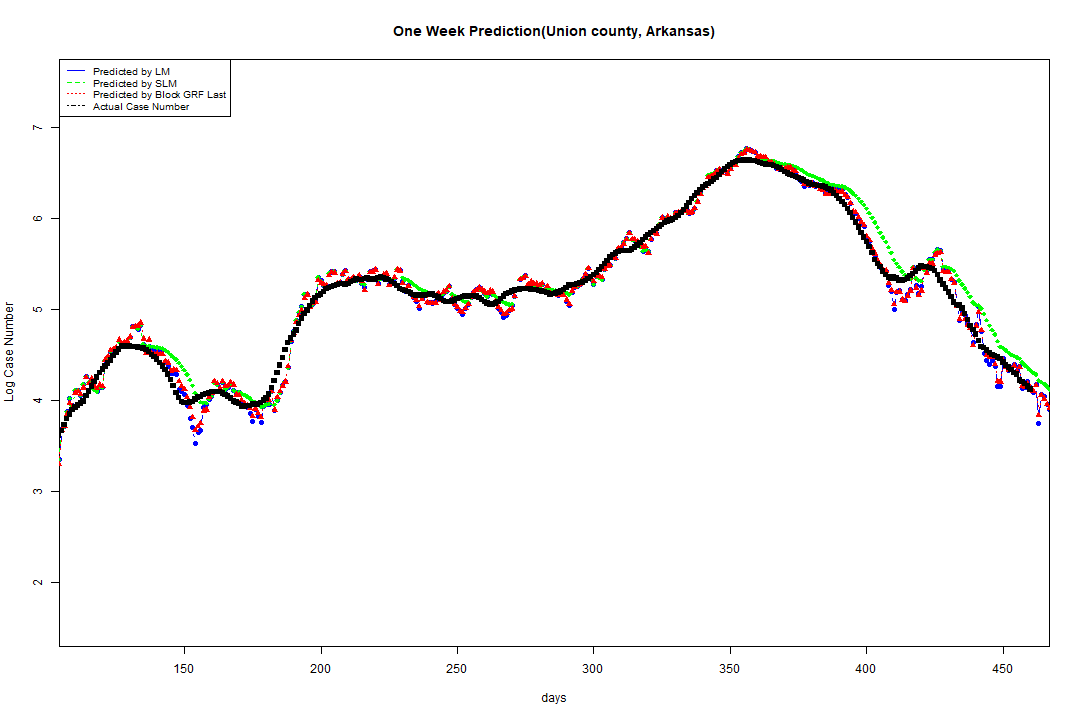 One Week Prediction(Union county, Arkansas)
Predicted by LM
Predicted by SLM
Predicted by Block GRF Last
Actual Case Number
7
6
5
4
3
2
Log Case Number
150 200 250 300 350 400 450
days